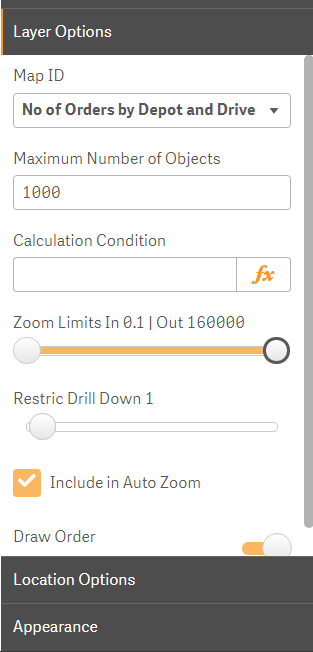 Layer Options
Map ID
No of Orders by Depot and Drive
Maximum Number of Objects
1000
Calculation Condition
fx
Zoom Limits In 0.1 | Out 160000
Restric Drill Down 1
Include in Auto Zoom
Draw Order
Location Options
Appearance